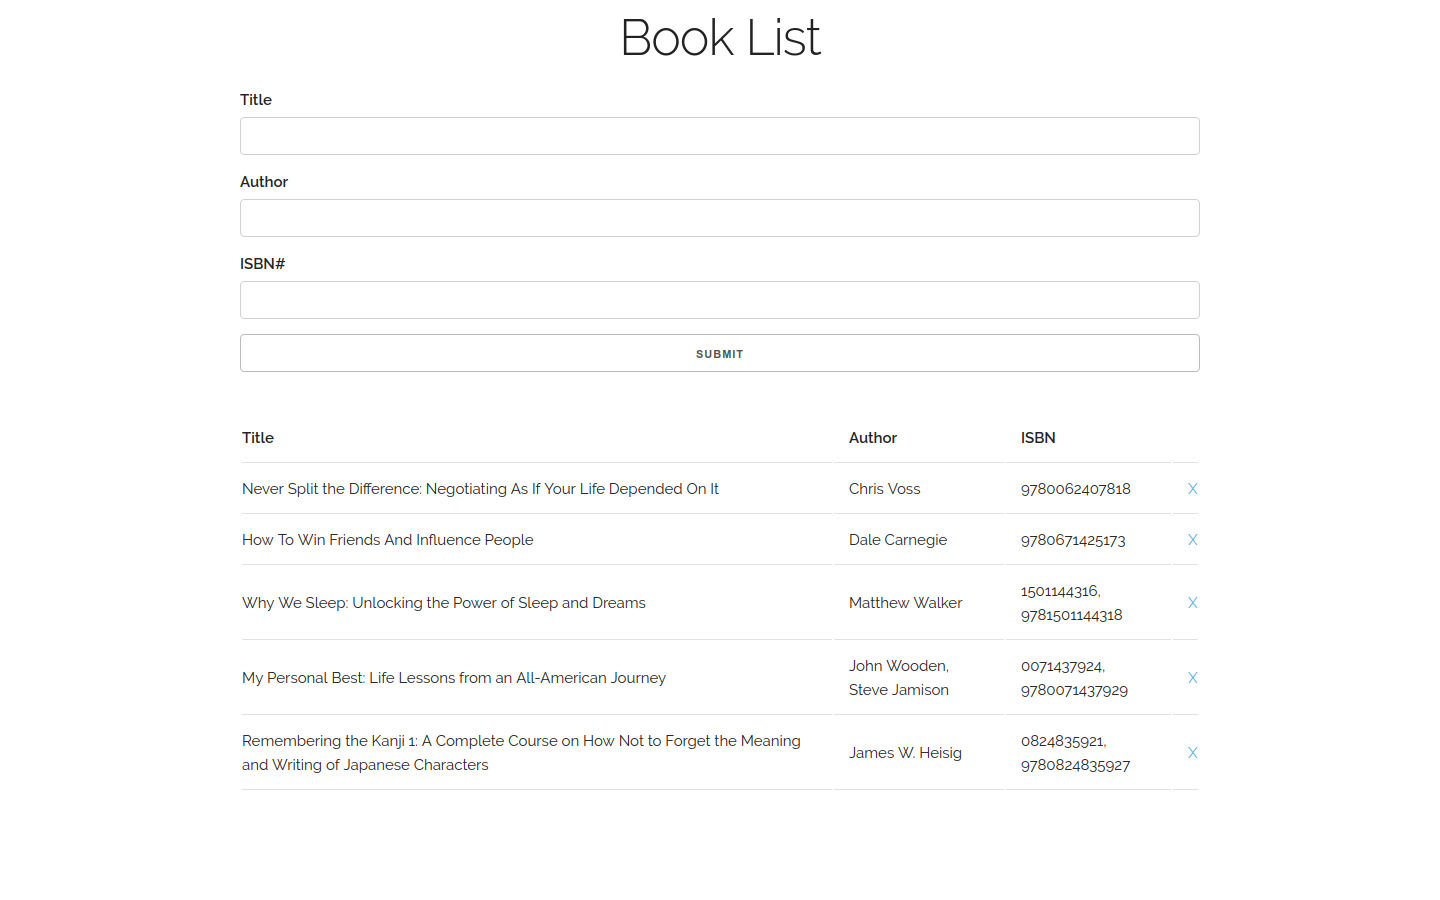 Book List
Title
Author
ISBN#
SUBMIT
Title Author ISBN
Never Split the Difference: Negotiating As If Your Life Depended On It Chris Voss 9780062407818 X
How To Win Friends And Influence People Dale Carnegie 9780671425173 X
Why We Sleep: Unlocking the Power of Sleep and Dreams Matthew Walker 1501144316, 9781501144318 X
My Personal Best: Life Lessons from an All-American Journey John Wooden, Steve Jamison 0071437924, 9780071437929 X
Remembering the Kanji 1: A Complete Course on How Not to Forget the Meaning and Writing of Japanese Characters James W. Heisig 0824835921, 9780824835927 X